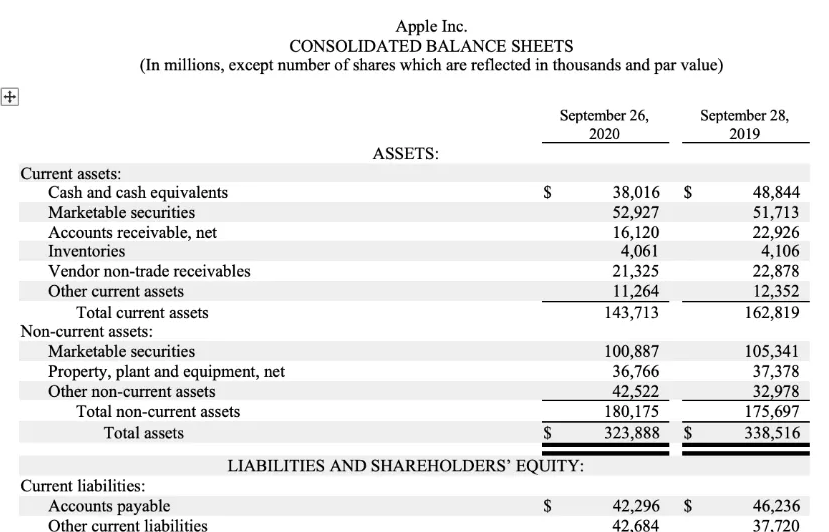 Apple Inc.
CONSOLIDATED BALANCE SHEETS
(In millions, except number of shares which are reflected in thousands and par value)
September 26, 2020 September 28, 2019
ASSETS:
Current assets:
Cash and cash equivalents $ 38,016 $ 48,844
Marketable securities 52,927 51,713
Accounts receivable, net 16,120 22,926
Inventories 4,061 4,106
Vendor non-trade receivables 21,325 22,878
Other current assets 11,264 12,352
Total current assets 143,713 162,819
Non-current assets:
Marketable securities 100,887 105,341
Property, plant and equipment, net 36,766 37,378
Other non-current assets 42,522 32,978
Total non-current assets 180,175 175,697
Total assets $ 323,888 $ 338,516
LIABILITIES AND SHAREHOLDERS’ EQUITY:
Current liabilities:
Accounts payable $ 42,296 $ 46,236
Other current liabilities 42,684 37,720